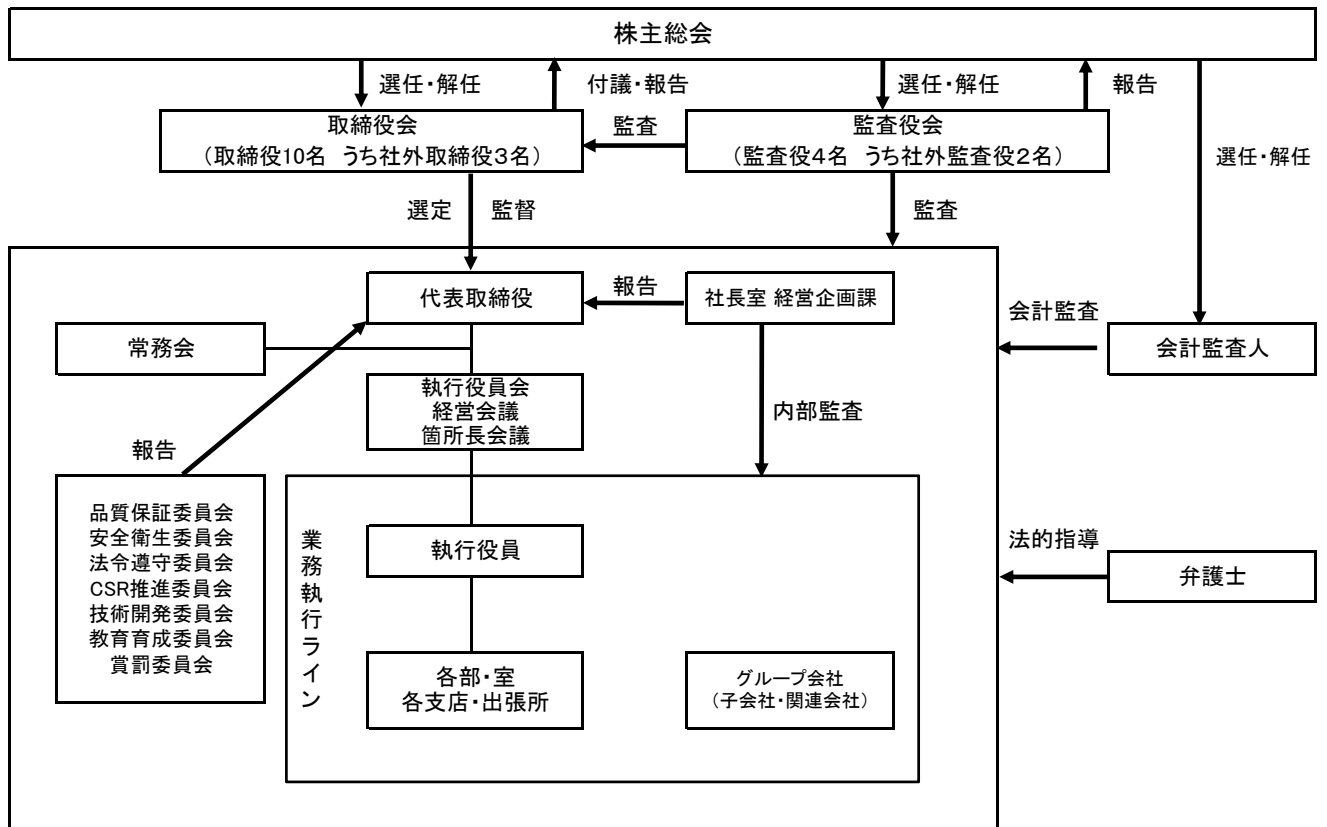 株主総会
選任・解任
付議・報告
選任・解任
報告
取締役会
（取締役10名　うち社外取締役3名）
監査
監査役会
（監査役4名　うち社外監査役2名）
選任・解任
選定
監督
監査
代表取締役
報告
社長室 経営企画課
会計監査
会計監査人
常務会
執行役員会
経営会議
箇所長会議
内部監査
報告
品質保証委員会
安全衛生委員会
法令遵守委員会
CSR推進委員会
技術開発委員会
教育育成委員会
賞罰委員会
業務執行ライン
執行役員
法的指導
弁護士
各部・室
各支店・出張所
グループ会社
（子会社・関連会社）